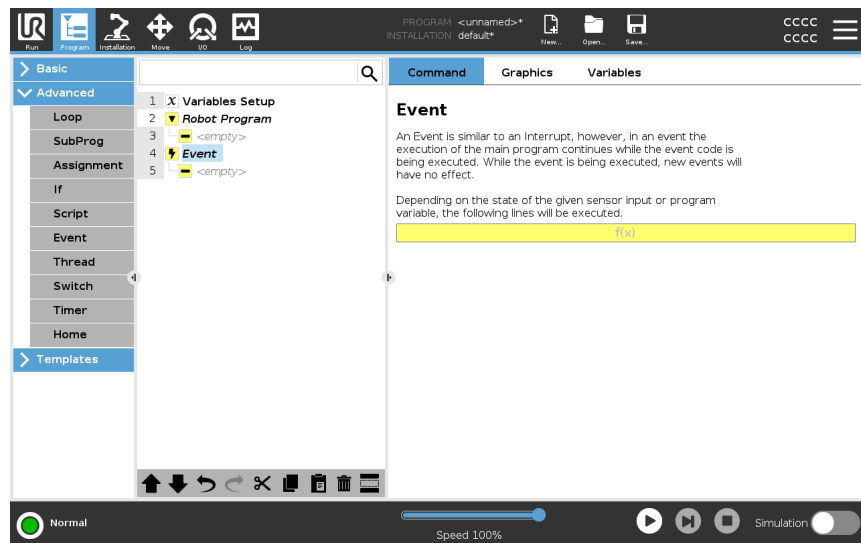 UR
Run
Program
Installation
Move
I/O
Log
PROGRAM <unnamed>*
INSTALLATION default*
New...
Open...
Save...
CCCC
CCCC
Basic
Advanced
Loop
SubProg
Assignment
If
Script
Event
Thread
Switch
Timer
Home
Templates
1 X Variables Setup
2 Robot Program
3 <empty>
4 Event
5 <empty>
Command Graphics Variables
Event
An Event is similar to an Interrupt, however, in an event the
execution of the main program continues while the event code is
being executed. While the event is being executed, new events will
have no effect.
Depending on the state of the given sensor input or program
variable, the following lines will be executed.
f(x)
Normal
Speed 100%
Simulation